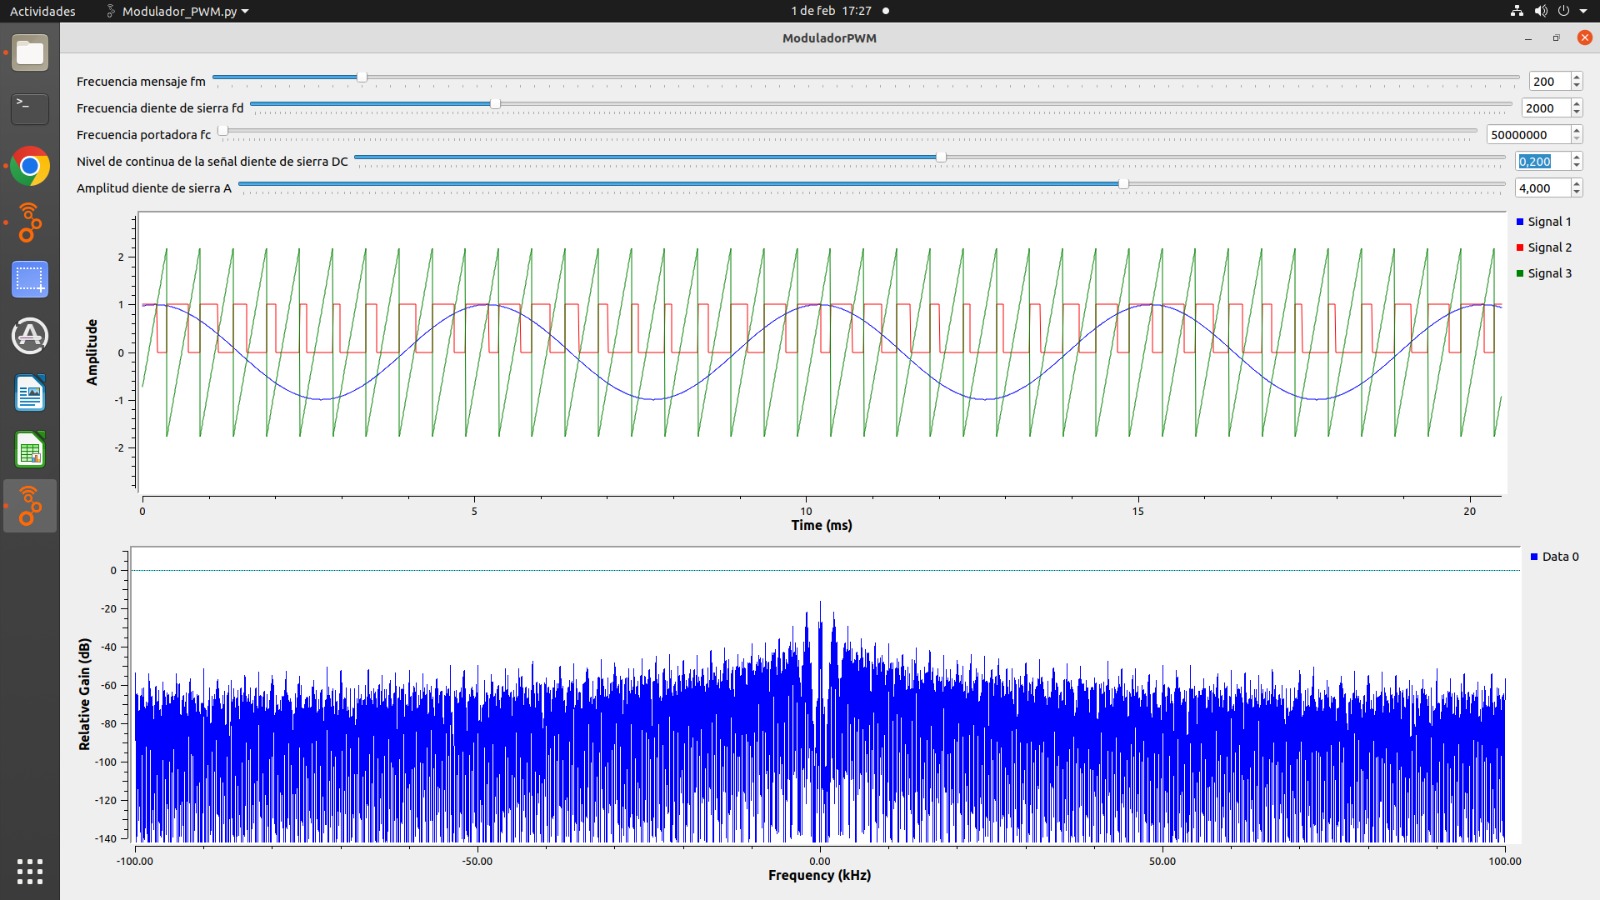 Actividades Modulador_PWM.py 1 de feb 17:27
ModuladorPWM
Frecuencia mensaje fm 200
Frecuencia diente de sierra fd 2000
Frecuencia portadora fc 50000000
Nivel de continua de la señal diente de sierra DC 0,200
Amplitud diente de sierra A 4,000
Signal 1
Signal 2
Signal 3
2
1
0
-1
-2
Amplitude
0 5 10 15 20
Time (ms)
Data 0
0
-20
-40
-60
-80
-100
-120
-140
Relative Gain (dB)
-100.00 -50.00 0.00 50.00 100.00
Frequency (kHz)